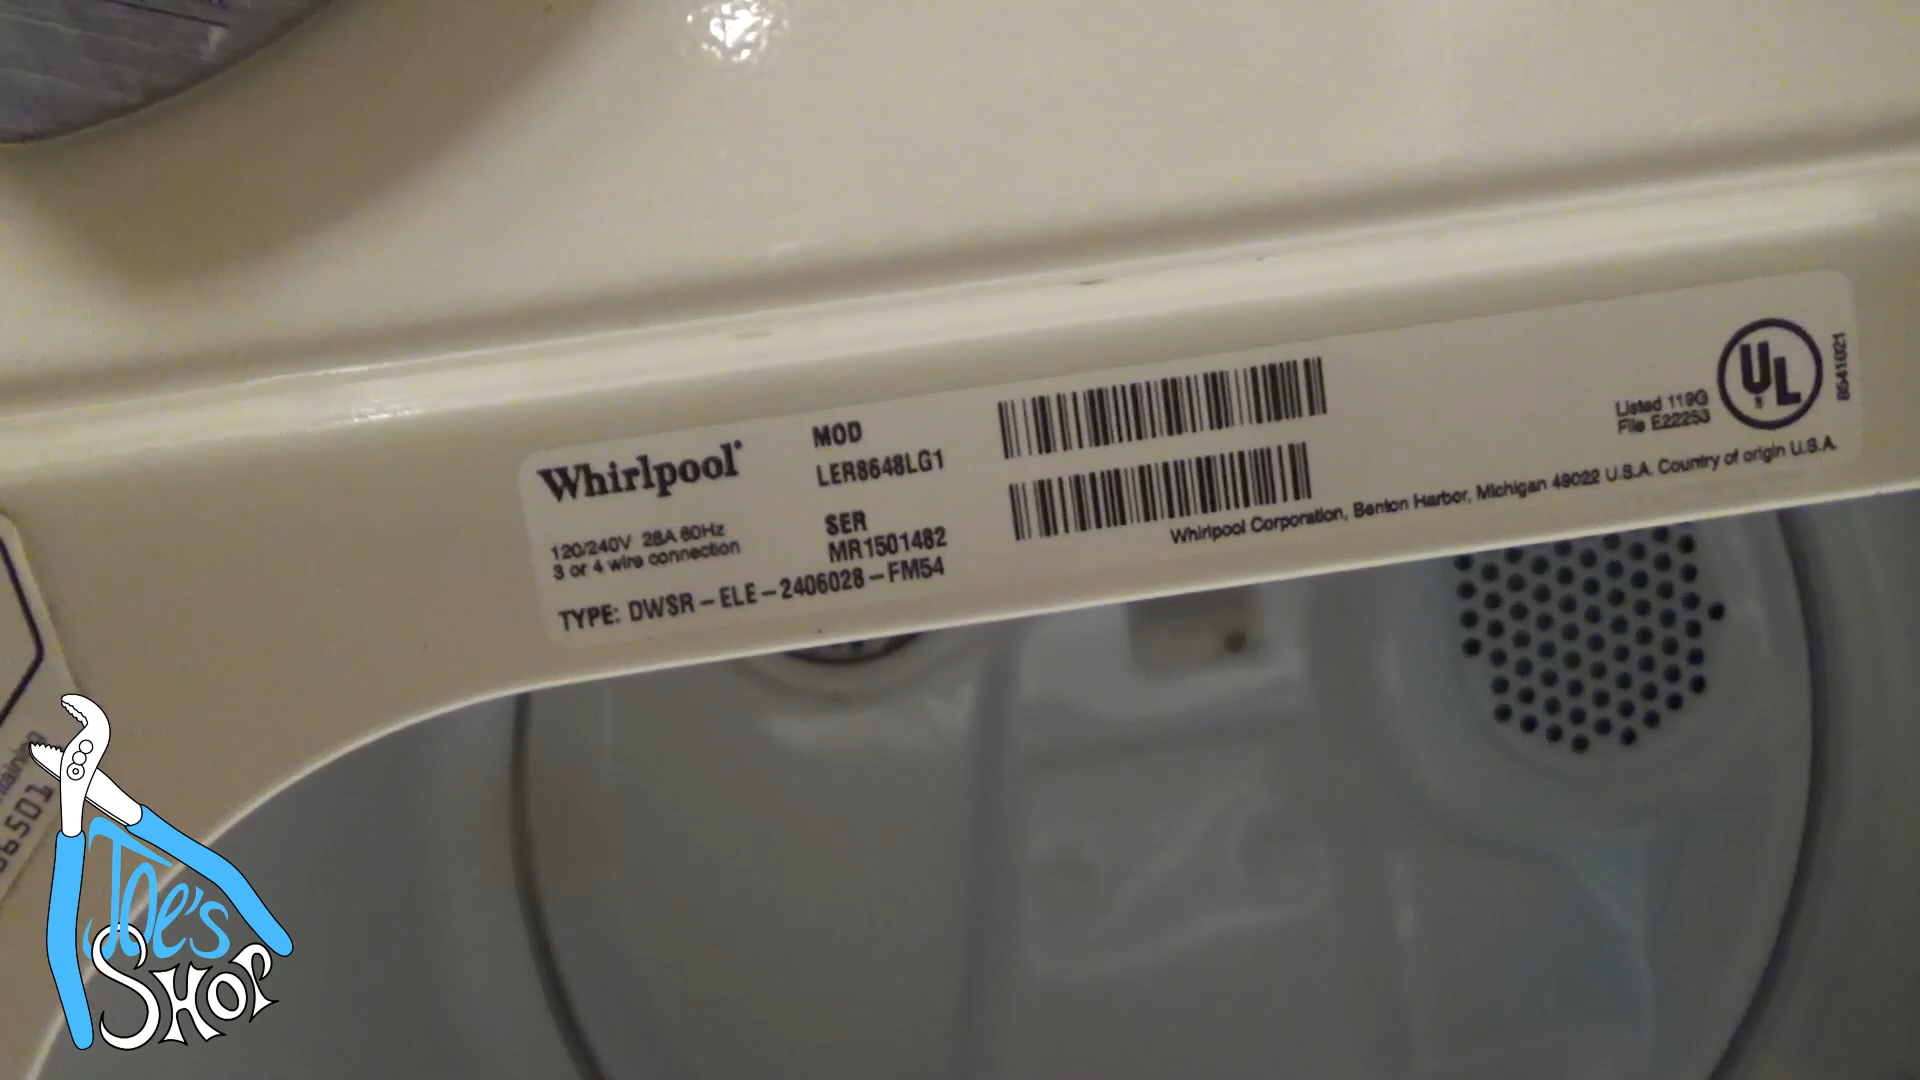 Whirlpool
120/240V 28A 60Hz
3 or 4 wire connection
MOD
LER8648LG1
SER
MR1501482
TYPE: DWSR-ELE-2406028-FM54
Whirlpool Corporation, Benton Harbor, Michigan 49022 U.S.A. Country of origin U.S.A.
Listed 119G
File E22253
UL
8541021
6501
Joe's
SHOP